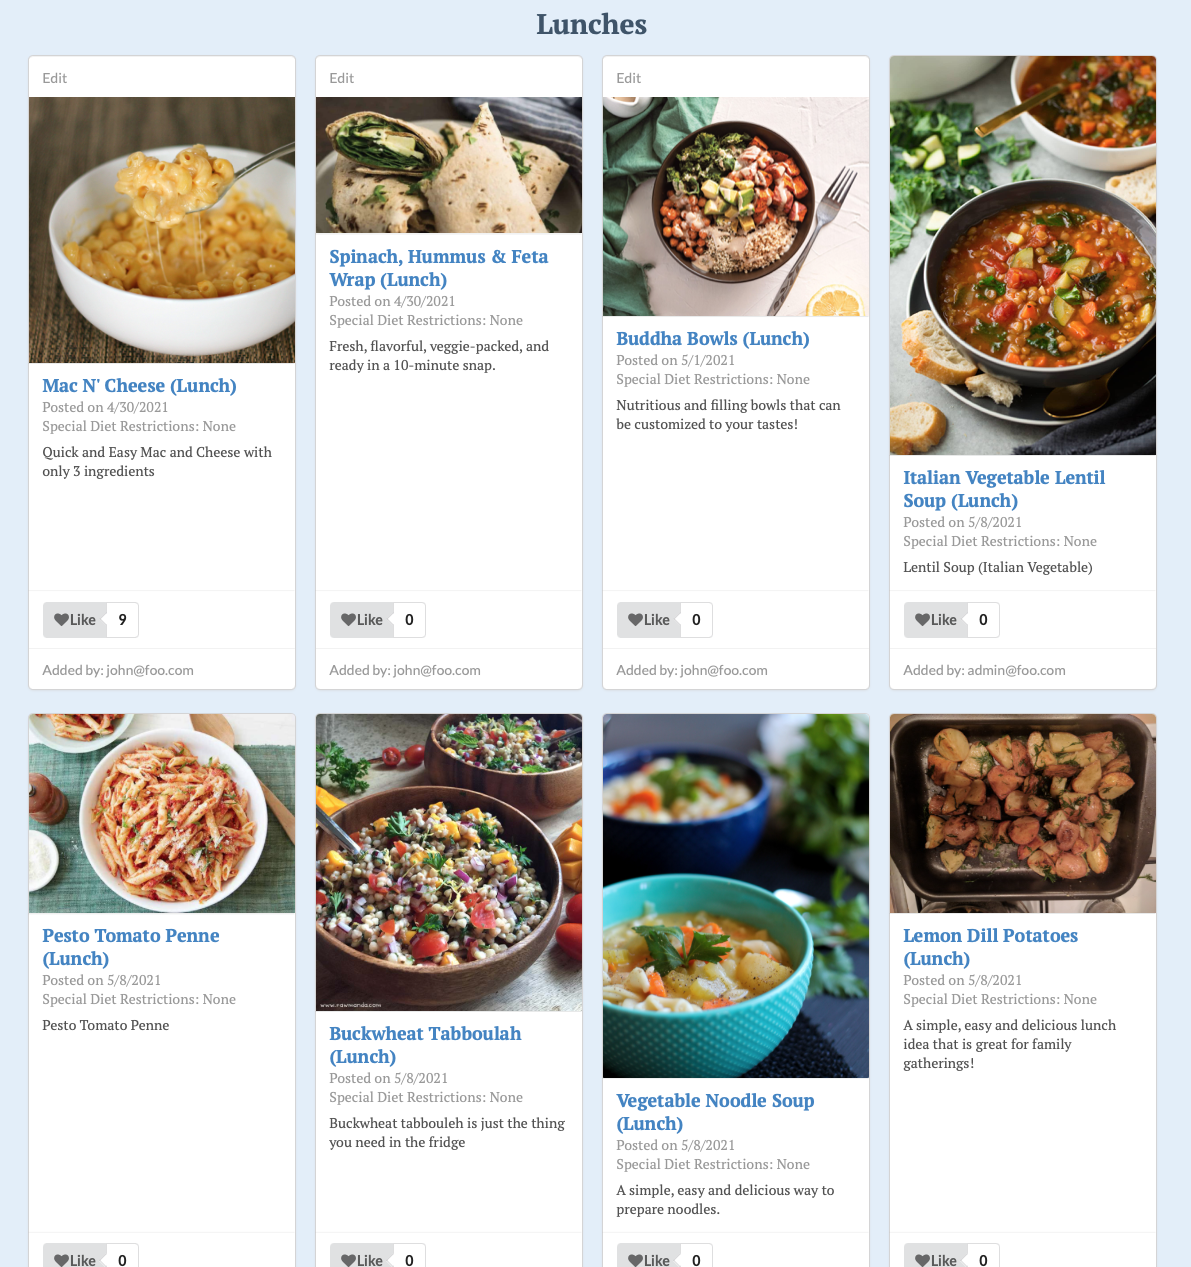 Lunches
Edit
Mac N' Cheese (Lunch)
Posted on 4/30/2021
Special Diet Restrictions: None
Quick and Easy Mac and Cheese with
only 3 ingredients
Like 9
Added by: john@foo.com
Edit
Spinach, Hummus & Feta
Wrap (Lunch)
Posted on 4/30/2021
Special Diet Restrictions: None
Fresh, flavorful, veggie-packed, and
ready in a 10-minute snap.
Like 0
Added by: john@foo.com
Edit
Buddha Bowls (Lunch)
Posted on 5/1/2021
Special Diet Restrictions: None
Nutritious and filling bowls that can
be customized to your tastes!
Like 0
Added by: john@foo.com
Italian Vegetable Lentil
Soup (Lunch)
Posted on 5/8/2021
Special Diet Restrictions: None
Lentil Soup (Italian Vegetable)
Like 0
Added by: admin@foo.com
Pesto Tomato Penne
(Lunch)
Posted on 5/8/2021
Special Diet Restrictions: None
Pesto Tomato Penne
Like 0
www.rawmanda.com
Buckwheat Tabboulah
(Lunch)
Posted on 5/8/2021
Special Diet Restrictions: None
Buckwheat tabbouleh is just the thing
you need in the fridge
Like 0
Vegetable Noodle Soup
(Lunch)
Posted on 5/8/2021
Special Diet Restrictions: None
A simple, easy and delicious way to
prepare noodles.
Like 0
Lemon Dill Potatoes
(Lunch)
Posted on 5/8/2021
Special Diet Restrictions: None
A simple, easy and delicious lunch
idea that is great for family
gatherings!
Like 0